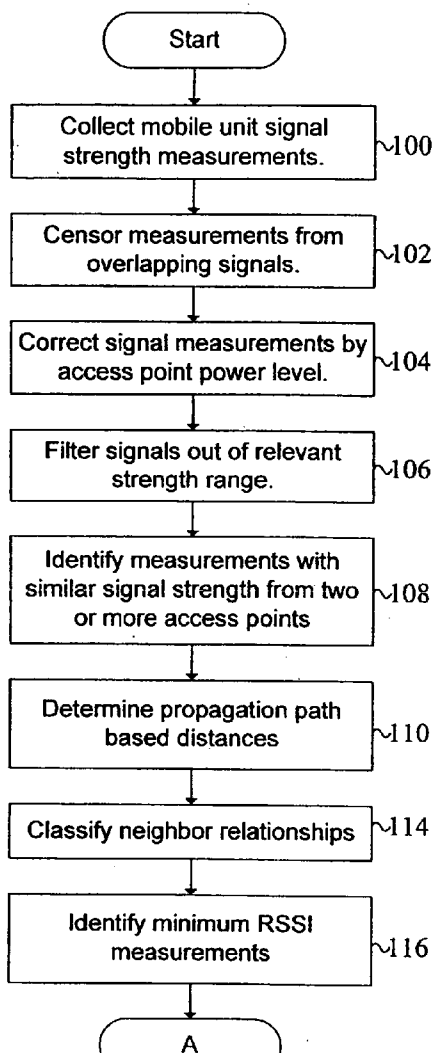 Start
Collect mobile unit signal
strength measurements.
100
Censor measurements from
overlapping signals.
102
Correct signal measurements by
access point power level.
104
Filter signals out of relevant
strength range.
106
Identify measurements with
similar signal strength from two
or more access points
108
Determine propagation path
based distances
110
Classify neighbor relationships
114
Identify minimum RSSI
measurements
116
A